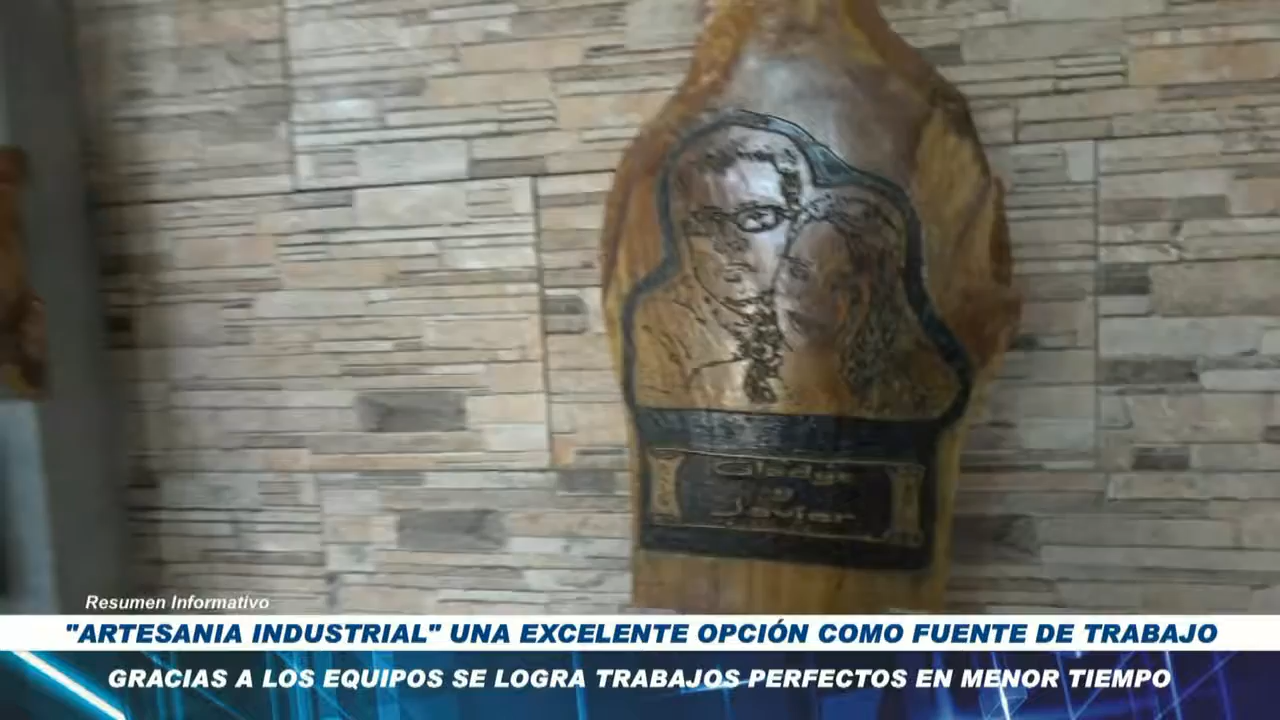 Gladys
y
Javier
Resumen Informativo
"ARTESANIA INDUSTRIAL" UNA EXCELENTE OPCIÓN COMO FUENTE DE TRABAJO
GRACIAS A LOS EQUIPOS SE LOGRA TRABAJOS PERFECTOS EN MENOR TIEMPO